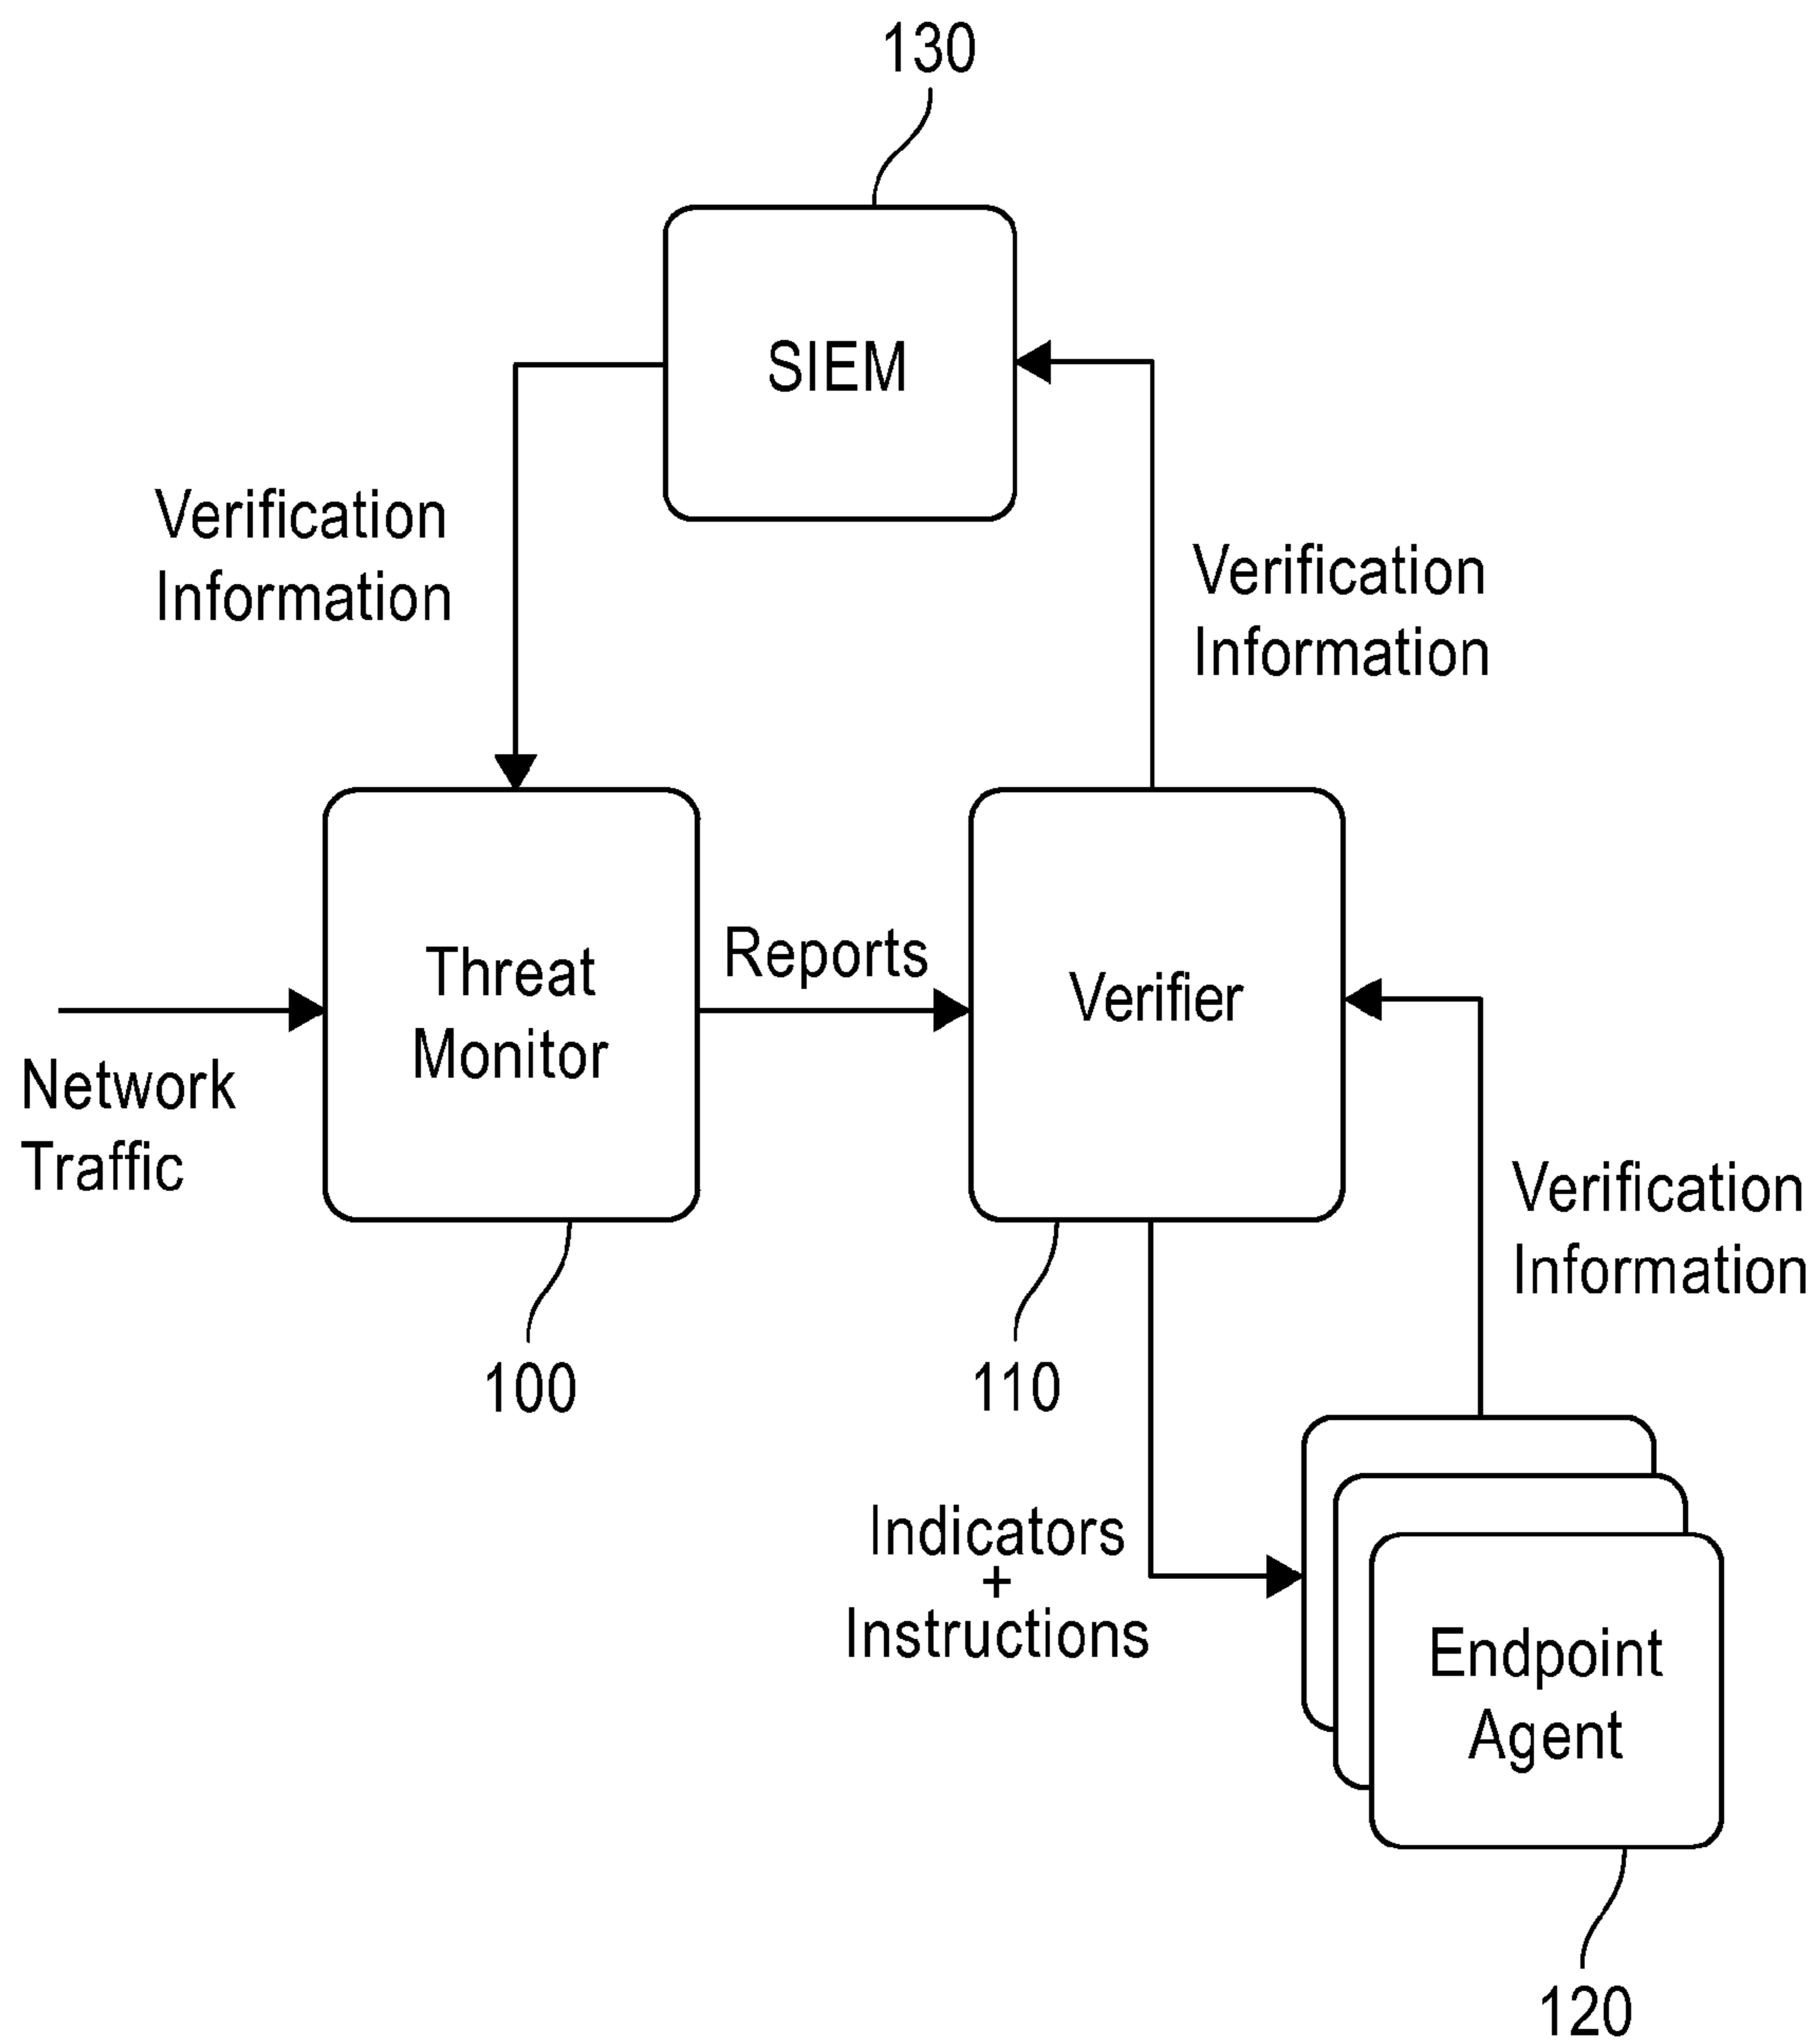 130
SIEM
Verification
Information
Verification
Information
Threat
Monitor
Reports
Verifier
Network
Traffic
Verification
Information
100
110
Indicators
+
Instructions
Endpoint
Agent
120